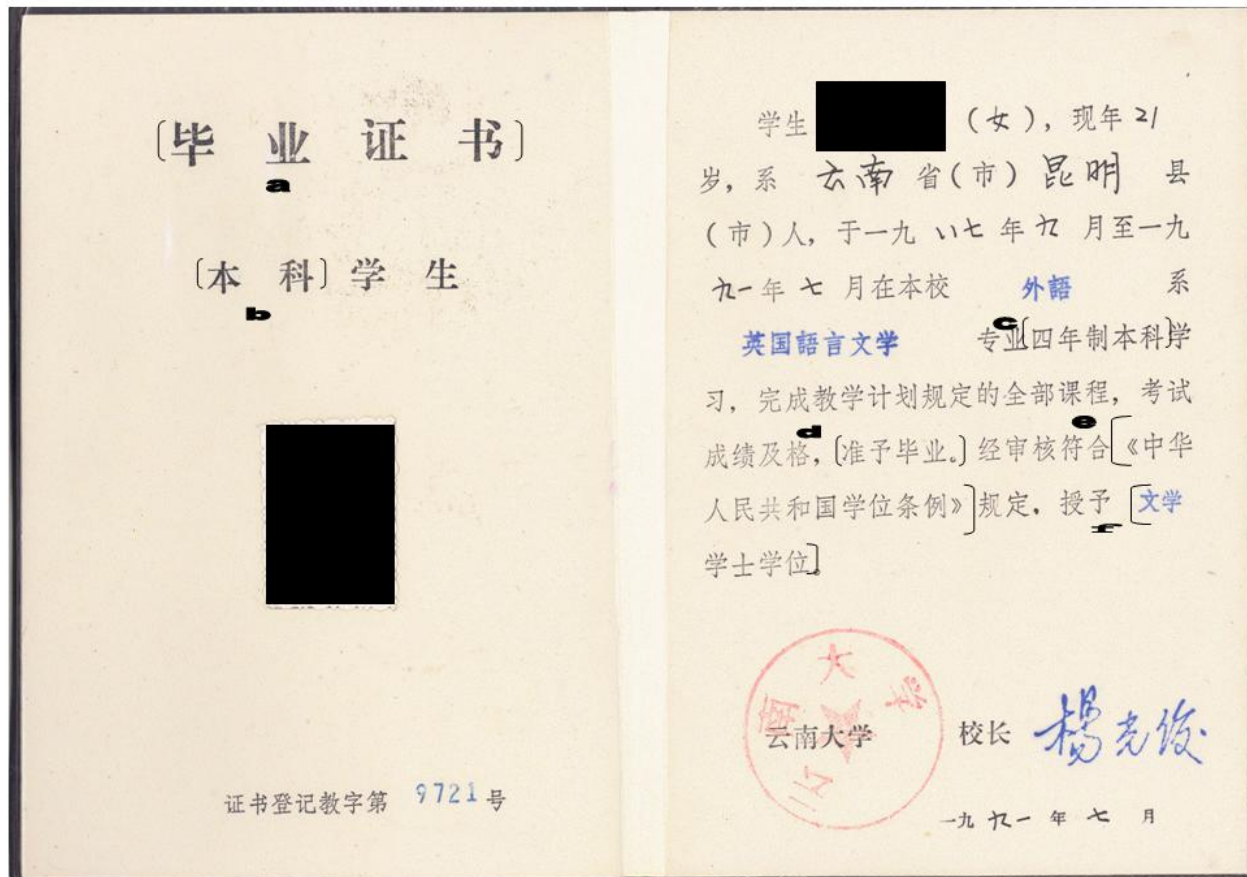 〔毕 业 证 书〕
a
〔本 科〕学 生
b
证书登记教字第 9721 号
学生 （女），现年 21
岁，系 云南 省（市）昆明 县
（市）人，于一九 八七 年 九 月至一九
九一 年 七 月在本校 外語 系
c
英国語言文学 专业〔四年制本科〕学
习，完成教学计划规定的全部课程，考试
d e
成绩及格，〔准予毕业。〕经审核符合〔《中华
人民共和国学位条例》〕规定，授予〔文学
f
学士学位〕。
云南大学
云南大学 校长 楊光俊
一九 九一 年 七 月